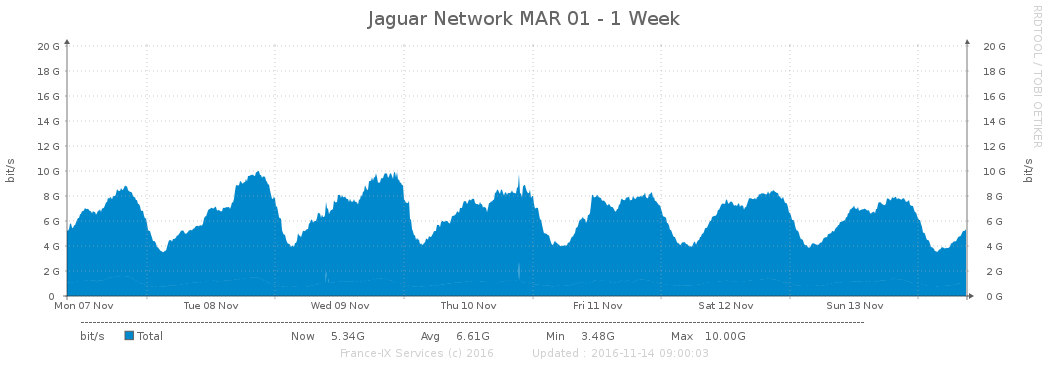 Jaguar Network MAR 01 - 1 Week
RRDTOOL / TOBI OETIKER
bit/s
20 G 20 G
18 G 18 G
16 G 16 G
14 G 14 G
12 G 12 G
10 G 10 G
8 G 8 G
6 G 6 G
4 G 4 G
2 G 2 G
0 0 G
bit/s
Mon 07 Nov Tue 08 Nov Wed 09 Nov Thu 10 Nov Fri 11 Nov Sat 12 Nov Sun 13 Nov
bit/s Total Now 5.34G Avg 6.61G Min 3.48G Max 10.00G
France-IX Services (c) 2016 Updated : 2016-11-14 09:00:03